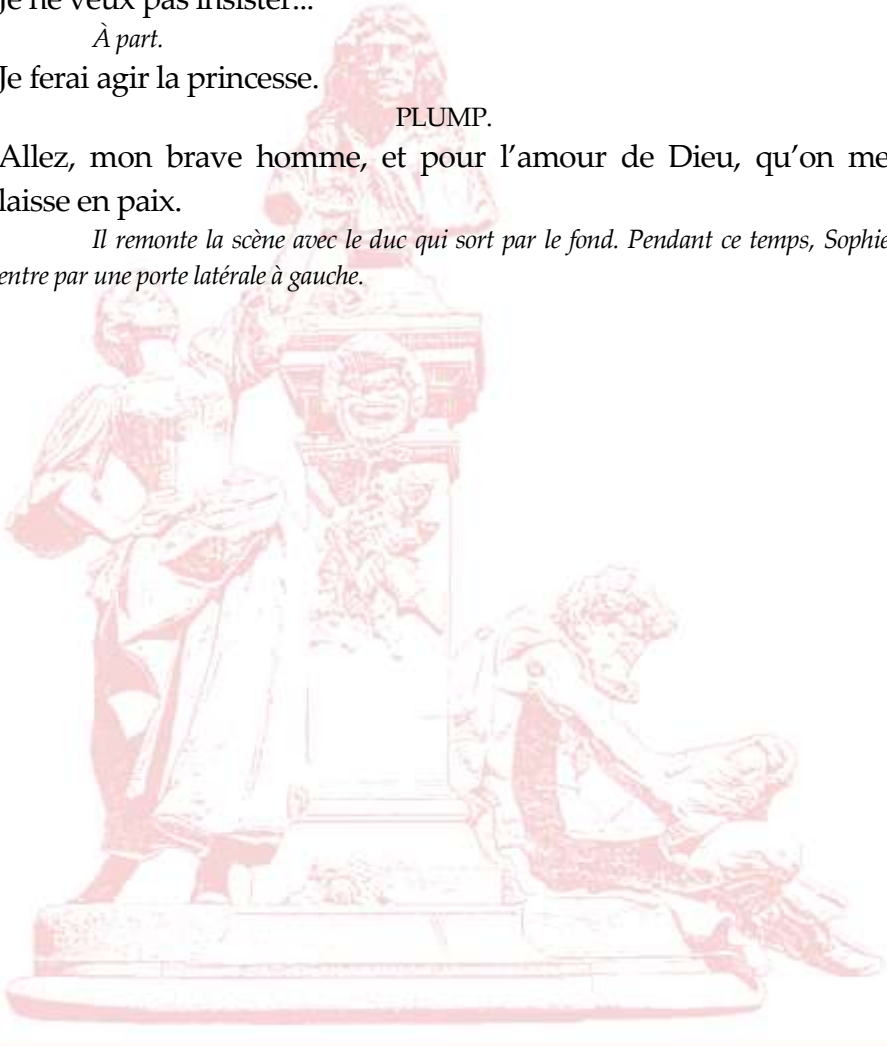 Je ne veux pas insister...
À part.
Je ferai agir la princesse.
PLUMP.
Allez, mon brave homme, et pour l’amour de Dieu, qu’on me
laisse en paix.
Il remonte la scène avec le duc qui sort par le fond. Pendant ce temps, Sophie
entre par une porte latérale à gauche.